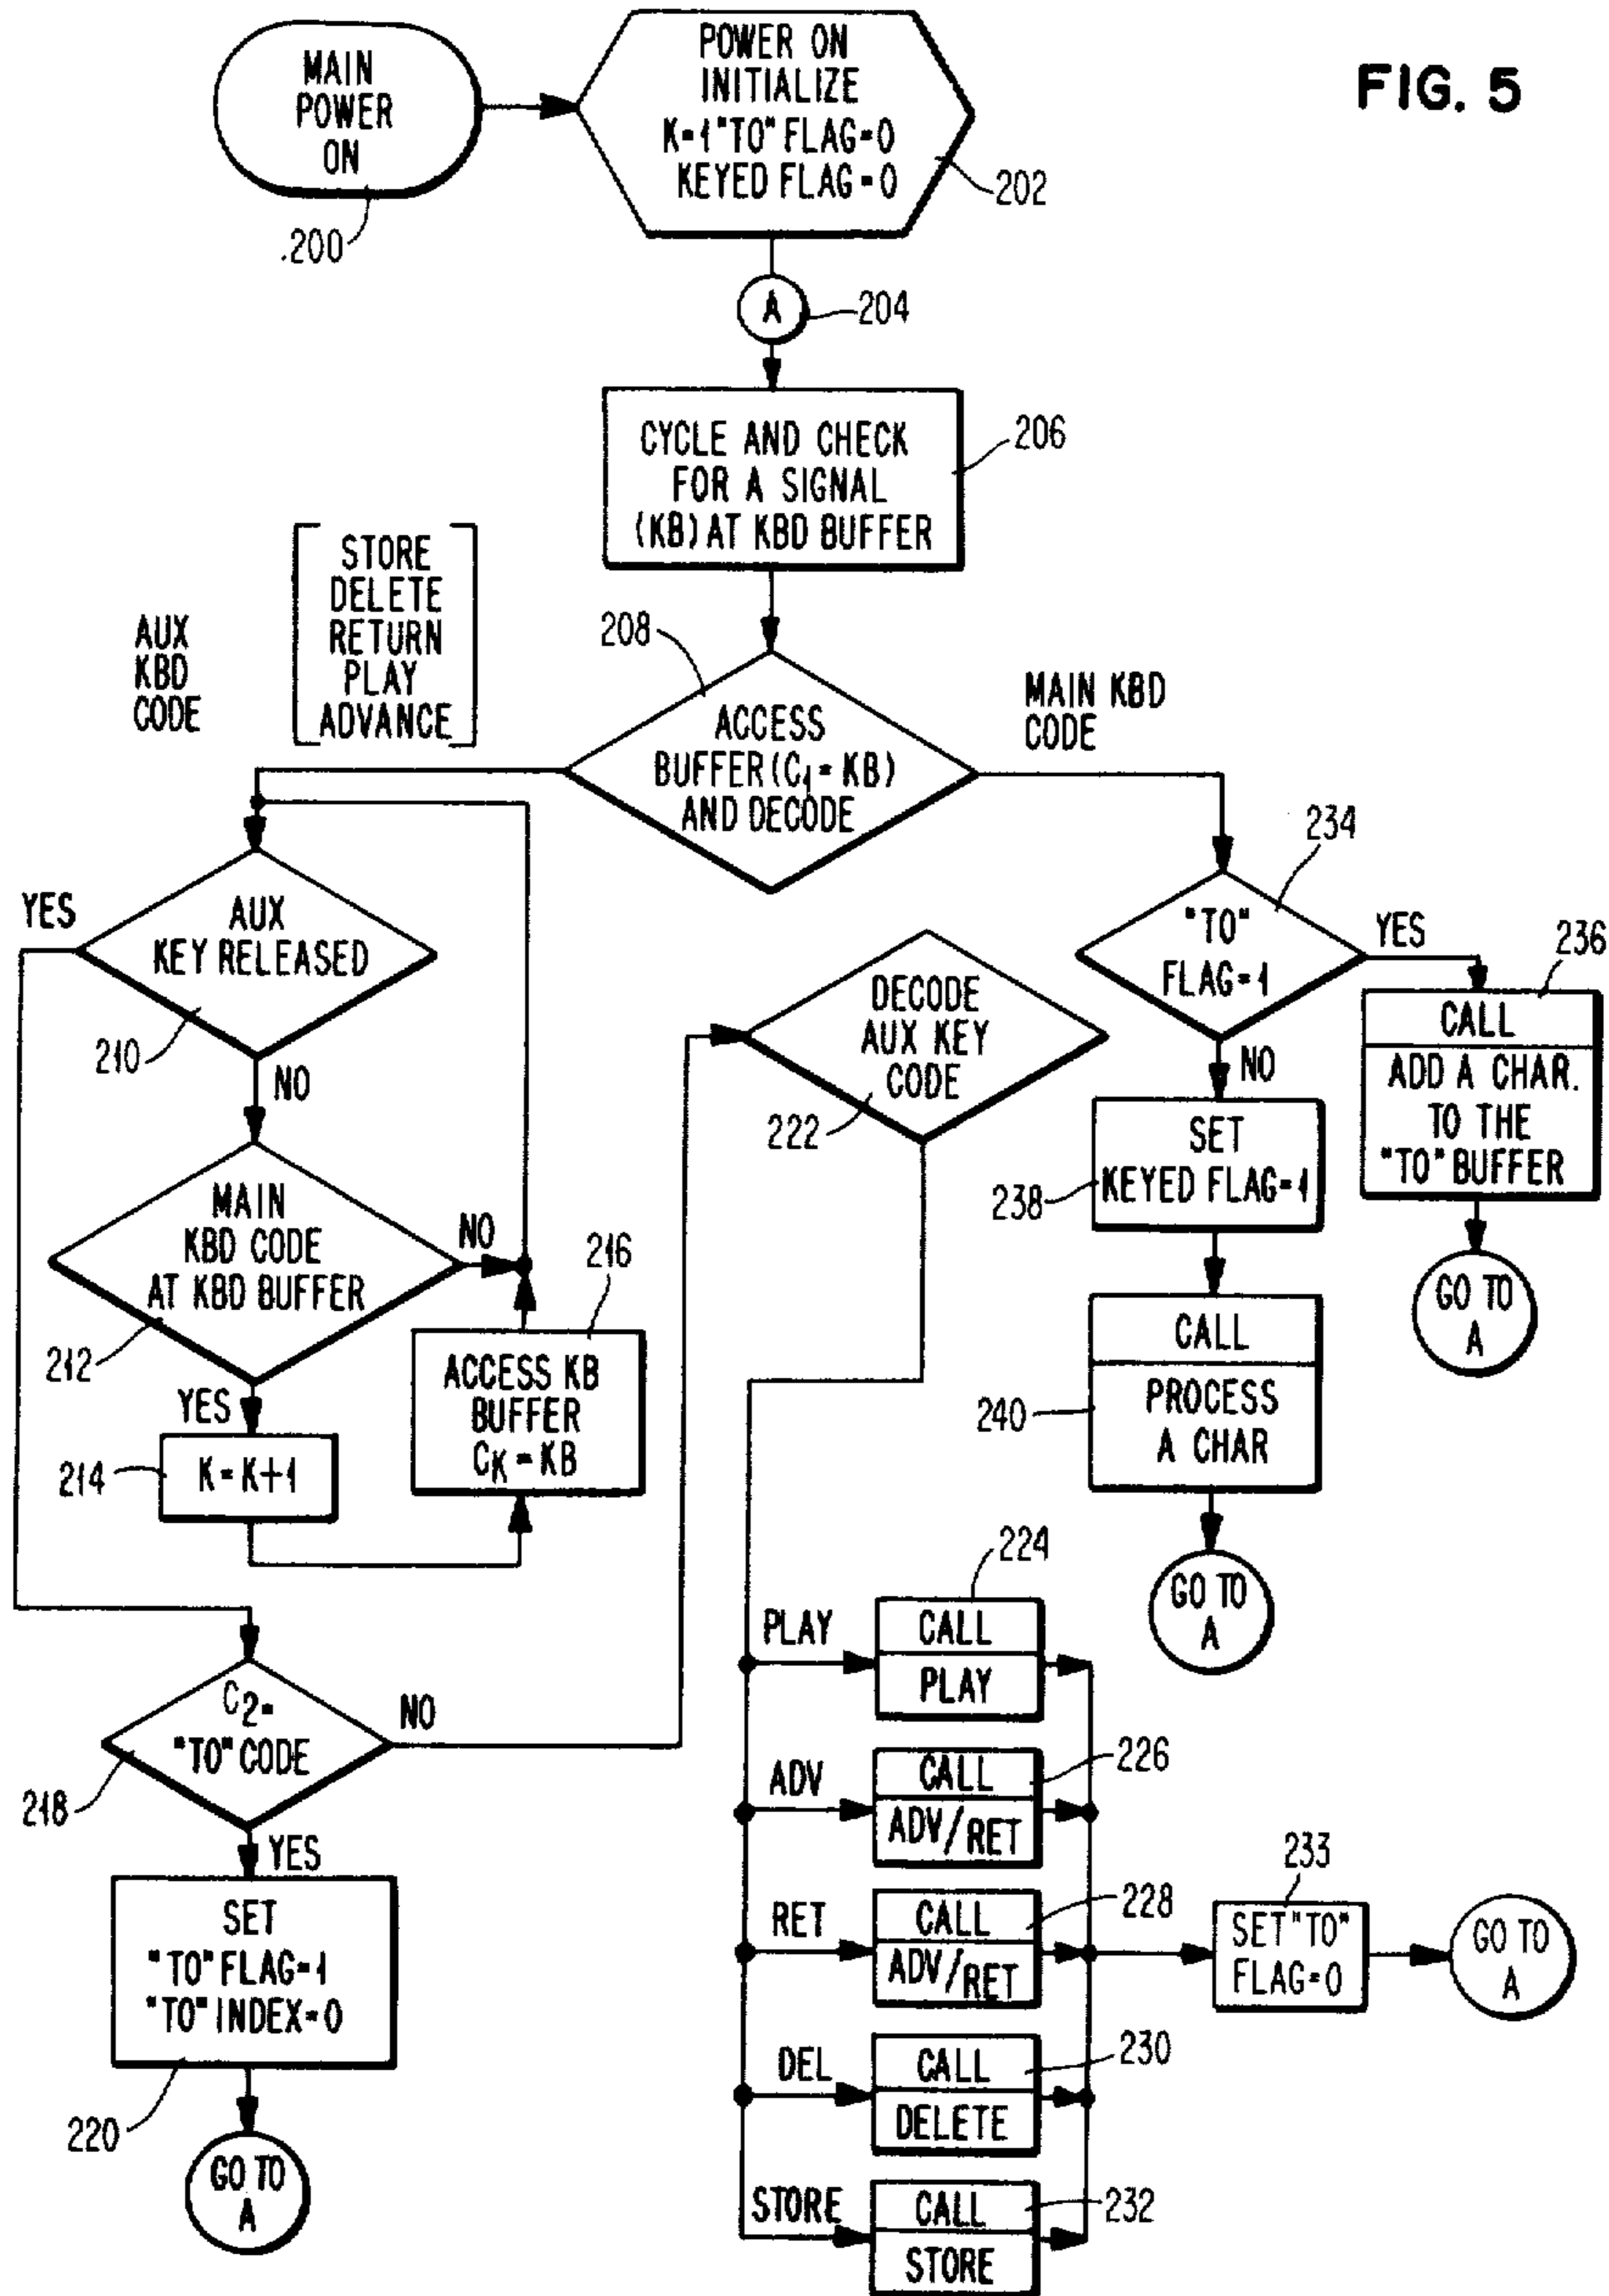 FIG. 5
MAIN
POWER
ON
200
POWER ON
INITIALIZE
K=1 "TO" FLAG=0
KEYED FLAG=0
202
A
204
CYCLE AND CHECK
FOR A SIGNAL
(KB) AT KBD BUFFER
206
AUX
KBD
CODE
STORE
DELETE
RETURN
PLAY
ADVANCE
208
ACCESS
BUFFER (C1 = KB)
AND DECODE
MAIN KBD
CODE
YES
AUX
KEY RELEASED
210
NO
MAIN
KBD CODE
AT KBD BUFFER
212
NO
YES
K=K+1
214
216
ACCESS KB
BUFFER
CK = KB
C2=
"TO" CODE
218
NO
YES
SET
"TO" FLAG=1
"TO" INDEX=0
220
GO TO
A
DECODE
AUX KEY
CODE
222
234
"TO"
FLAG=1
YES
236
CALL
ADD A CHAR.
TO THE
"TO" BUFFER
GO TO
A
NO
SET
KEYED FLAG=1
238
CALL
PROCESS
A CHAR
240
GO TO
A
224
PLAY
CALL
PLAY
226
ADV
CALL
ADV/RET
228
RET
CALL
ADV/RET
230
DEL
CALL
DELETE
232
STORE
CALL
STORE
233
SET "TO"
FLAG=0
GO TO
A